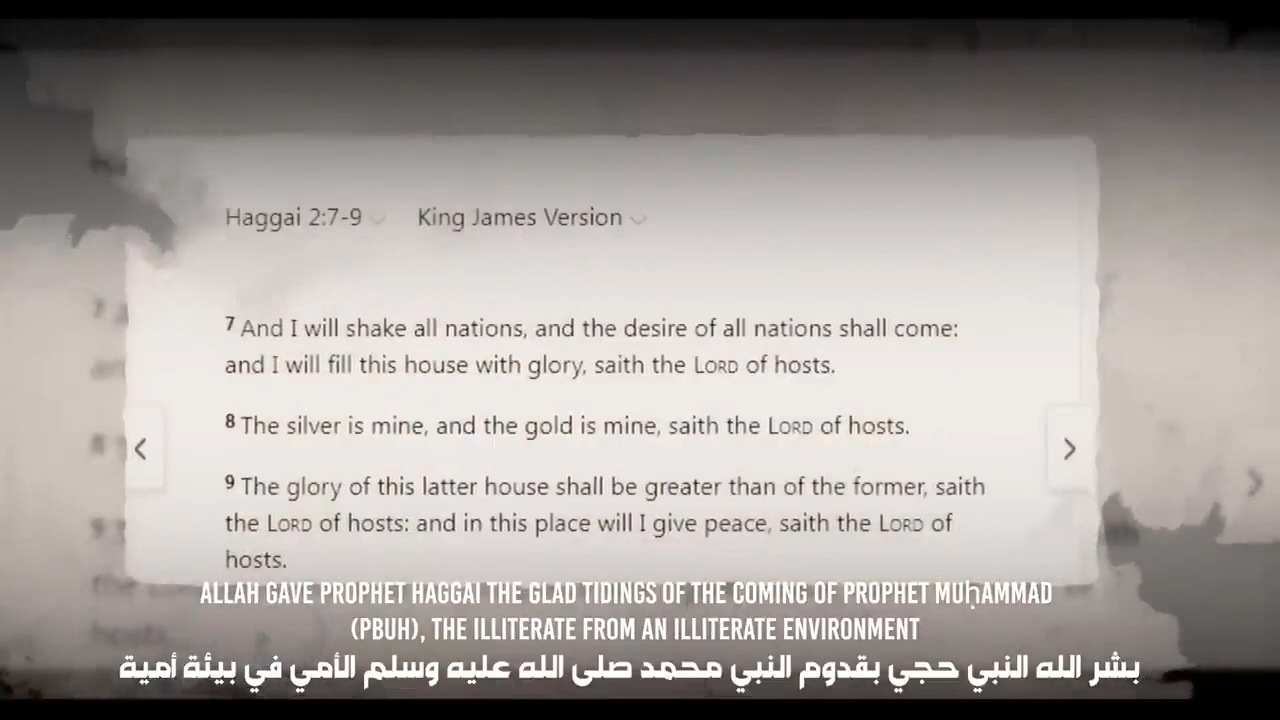 Haggai 2:7-9 King James Version
7 And I will shake all nations, and the desire of all nations shall come:
and I will fill this house with glory, saith the LORD of hosts.
8 The silver is mine, and the gold is mine, saith the LORD of hosts.
9 The glory of this latter house shall be greater than of the former, saith
the LORD of hosts: and in this place will I give peace, saith the LORD of
hosts.
ALLAH GAVE PROPHET HAGGAI THE GLAD TIDINGS OF THE COMING OF PROPHET MUḥAMMAD
(PBUH), THE ILLITERATE FROM AN ILLITERATE ENVIRONMENT
بشر الله النبي حجي بقدوم النبي محمد صلى الله عليه وسلم الأمي في بيئة أمية